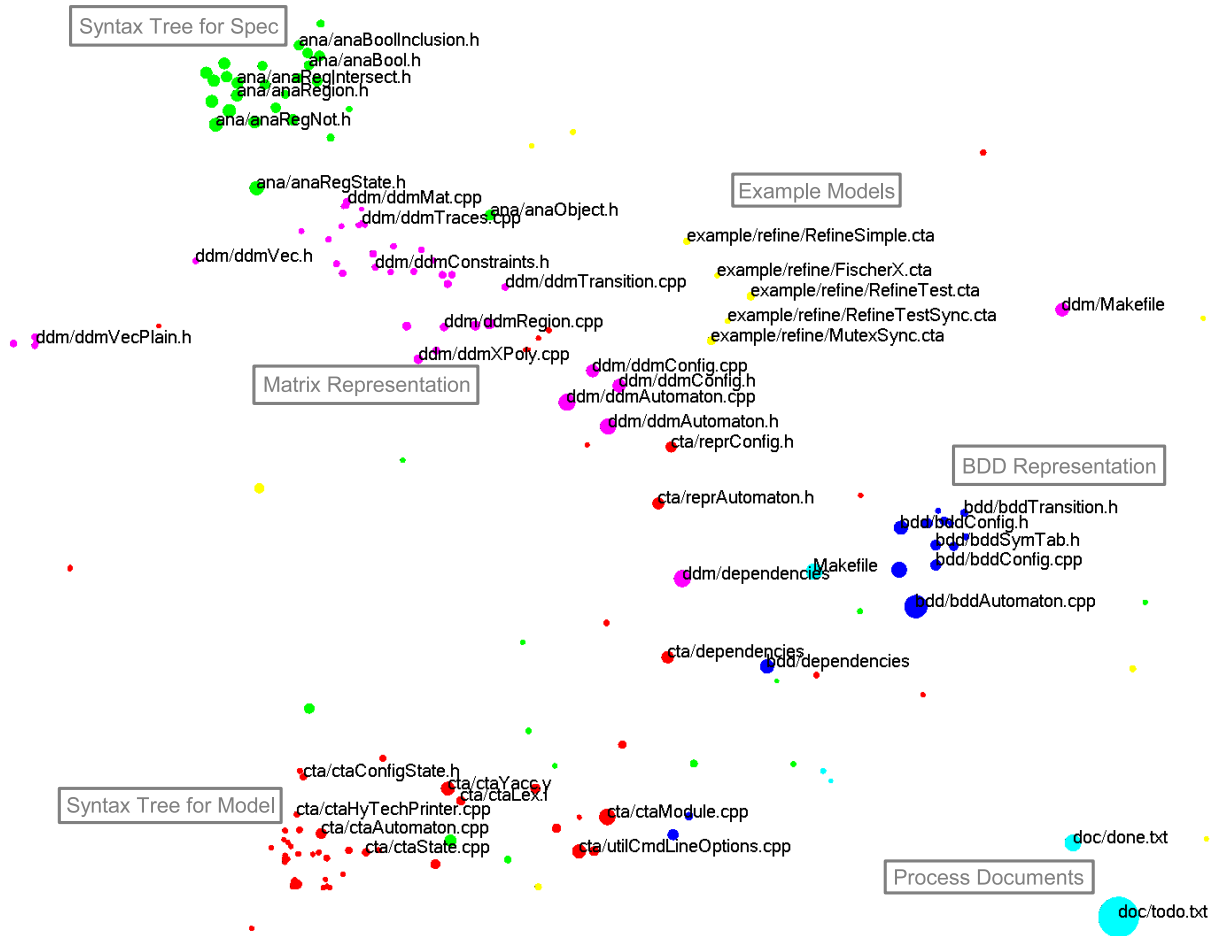 Syntax Tree for Spec
ana/anaBoolInclusion.h
ana/anaBool.h
ana/anaRegIntersect.h
ana/anaRegion.h
ana/anaRegNot.h
ana/anaRegState.h
Example Models
ddm/ddmMat.cpp
ana/anaObject.h
ddm/ddmTraces.cpp
example/refine/RefineSimple.cta
ddm/ddmVec.h
ddm/ddmConstraints.h
example/refine/FischerX.cta
ddm/ddmTransition.cpp
example/refine/RefineTest.cta
ddm/Makefile
example/refine/RefineTestSync.cta
ddm/ddmRegion.cpp
ddm/ddmVecPlain.h
example/refine/MutexSync.cta
ddm/ddmXPoly.cpp
ddm/ddmConfig.cpp
Matrix Representation
ddm/ddmConfig.h
ddm/ddmAutomaton.cpp
ddm/ddmAutomaton.h
cta/reprConfig.h
BDD Representation
cta/reprAutomaton.h
bdd/bddTransition.h
bdd/bddConfig.h
bdd/bddSymTab.h
bdd/bddConfig.cpp
Makefile
ddm/dependencies
bdd/bddAutomaton.cpp
cta/dependencies
bdd/dependencies
cta/ctaConfigState.h
cta/ctaYacc.y
cta/ctaLex.l
Syntax Tree for Model
cta/ctaHyTechPrinter.cpp
cta/ctaModule.cpp
cta/ctaAutomaton.cpp
cta/ctaState.cpp
cta/utilCmdLineOptions.cpp
doc/done.txt
Process Documents
doc/todo.txt